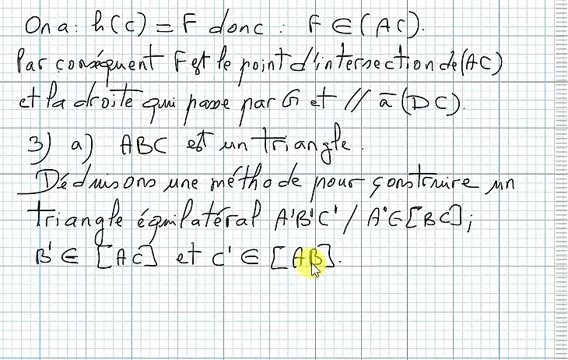 On a : h(C) = F donc : F ∈ (AC).
Par conséquent F est le point d'intersection de (AC)
et la droite qui passe par G et // à (DC).
3) a) ABC est un triangle.
Déduisons une méthode pour construire un
triangle équilatéral A'B'C' / A' ∈ [BC];
B' ∈ [AC] et C' ∈ [AB].